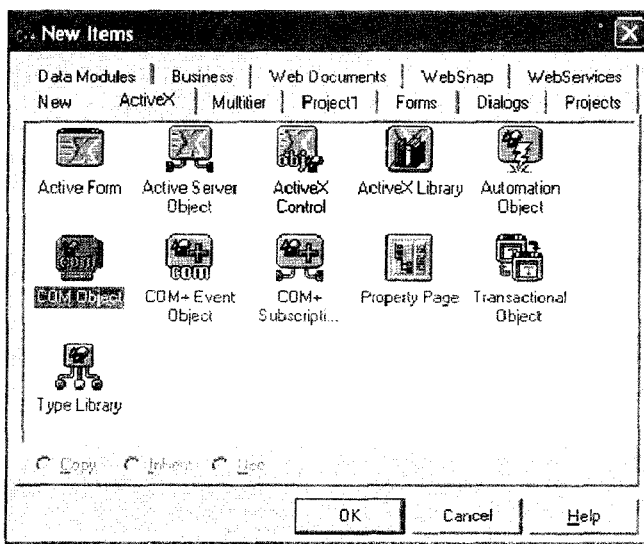 New Items
Data Modules Business Web Documents WebSnap WebServices
New ActiveX Multitier Project1 Forms Dialogs Projects
Active Form Active Server Object ActiveX Control ActiveX Library Automation Object
COM Object COM+ Event Object COM+ Subscripti... Property Page Transactional Object
Type Library
Copy Inherit Use
OK Cancel Help